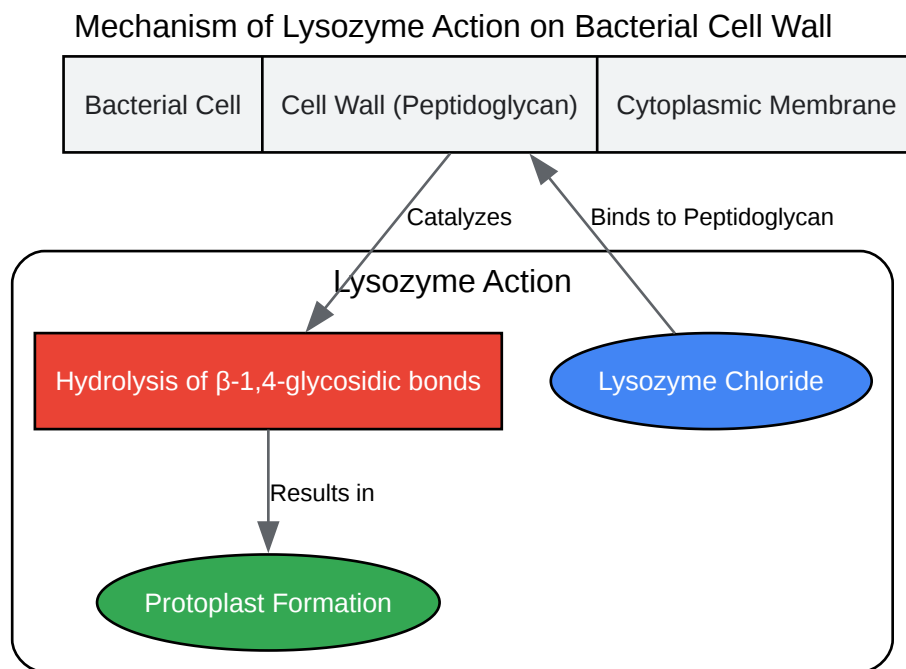 Mechanism of Lysozyme Action on Bacterial Cell Wall
Bacterial Cell
Cell Wall (Peptidoglycan)
Cytoplasmic Membrane
Catalyzes
Binds to Peptidoglycan
Lysozyme Action
Hydrolysis of β-1,4-glycosidic bonds
Lysozyme Chloride
Results in
Protoplast Formation